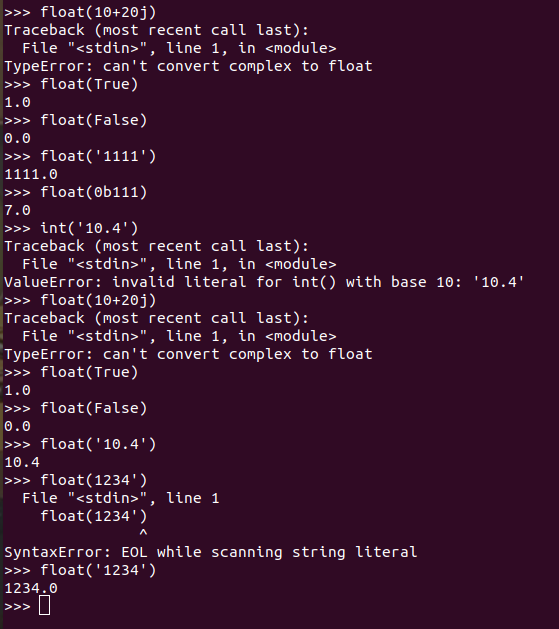 >>> float(10+20j)
Traceback (most recent call last):
  File "<stdin>", line 1, in <module>
TypeError: can't convert complex to float
>>> float(True)
1.0
>>> float(False)
0.0
>>> float('1111')
1111.0
>>> float(0b111)
7.0
>>> int('10.4')
Traceback (most recent call last):
  File "<stdin>", line 1, in <module>
ValueError: invalid literal for int() with base 10: '10.4'
>>> float(10+20j)
Traceback (most recent call last):
  File "<stdin>", line 1, in <module>
TypeError: can't convert complex to float
>>> float(True)
1.0
>>> float(False)
0.0
>>> float('10.4')
10.4
>>> float(1234')
  File "<stdin>", line 1
    float(1234')
               ^
SyntaxError: EOL while scanning string literal
>>> float('1234')
1234.0
>>>